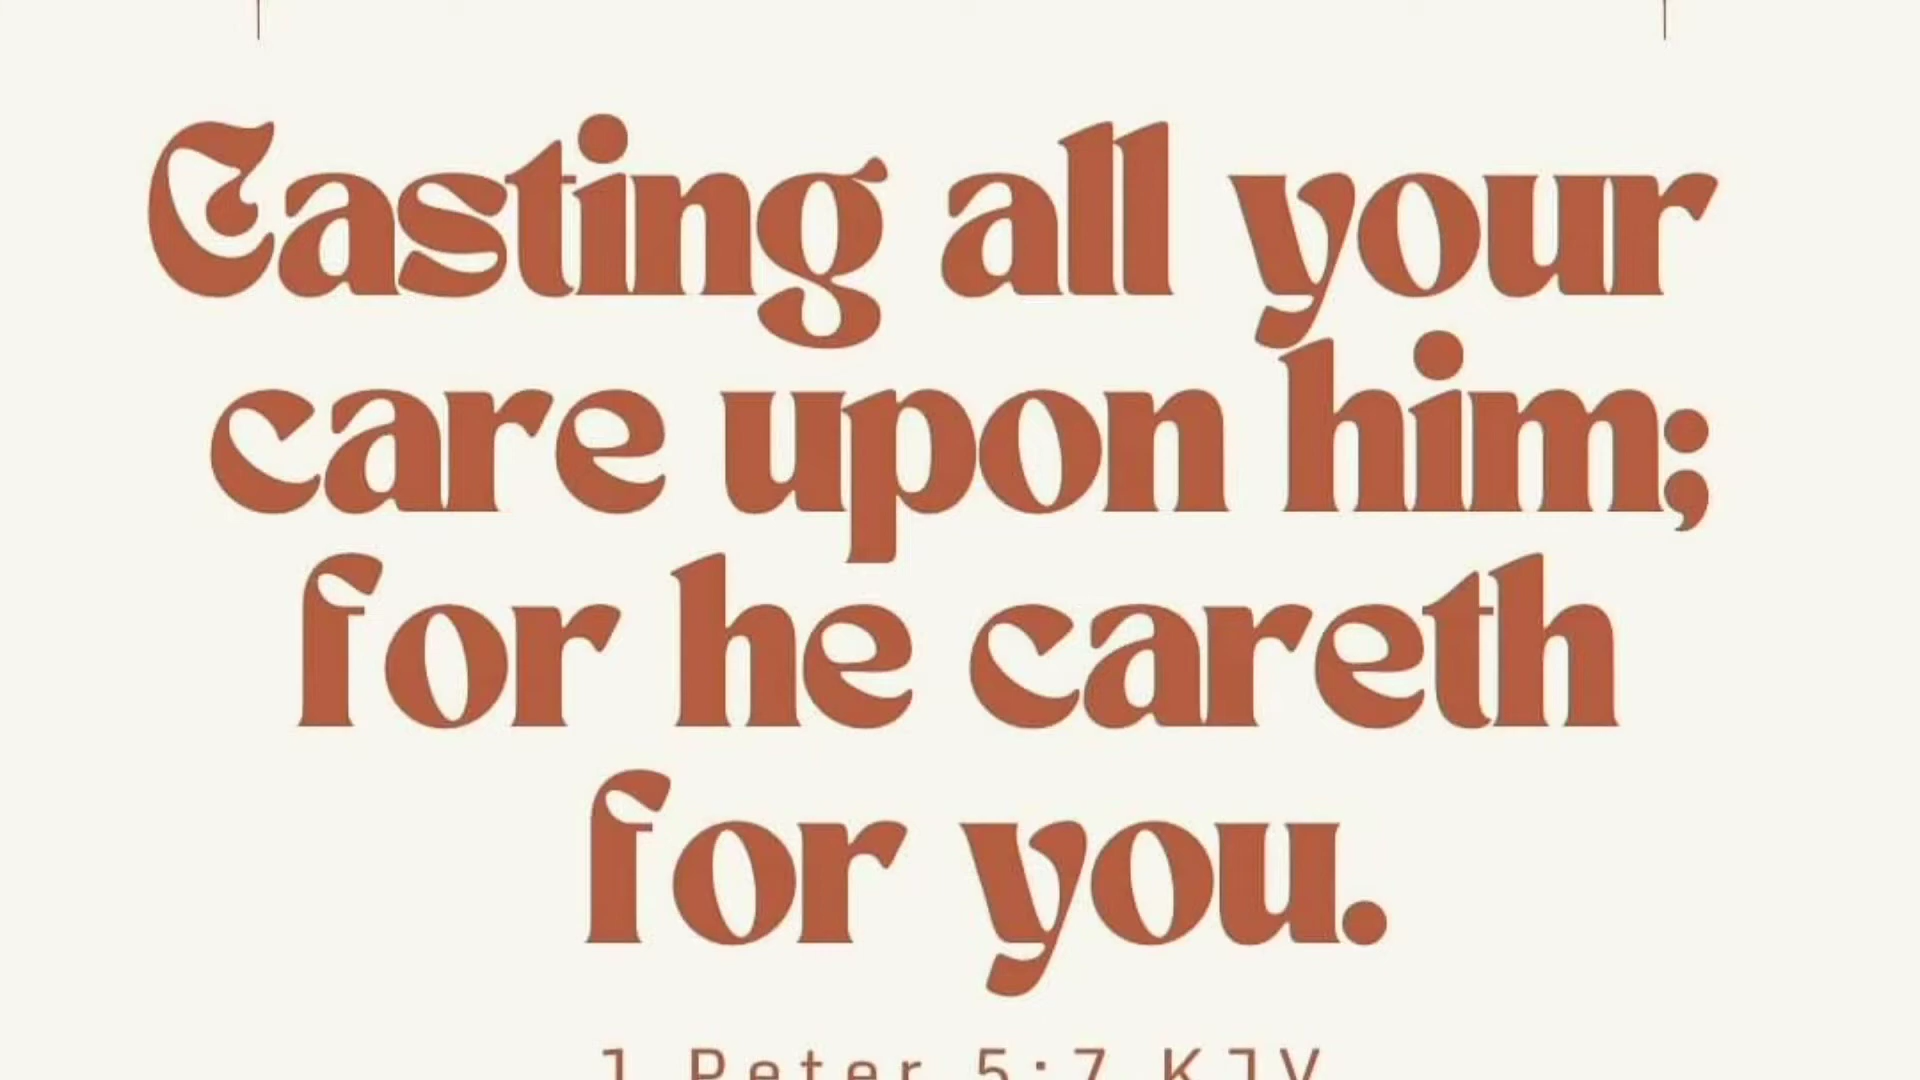 Casting all your
care upon him;
for he careth
for you.
1 Peter 5:7 KJV